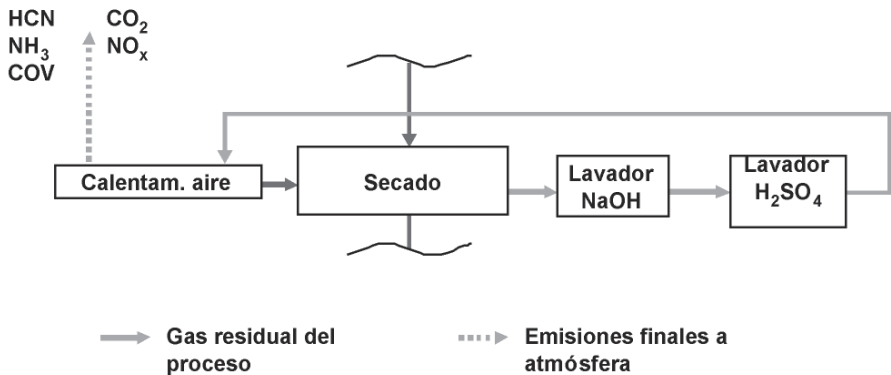 HCN
NH3
COV
CO2
NOx
Calentam. aire
Secado
Lavador
NaOH
Lavador
H2SO4
Gas residual del
proceso
Emisiones finales a
atmósfera